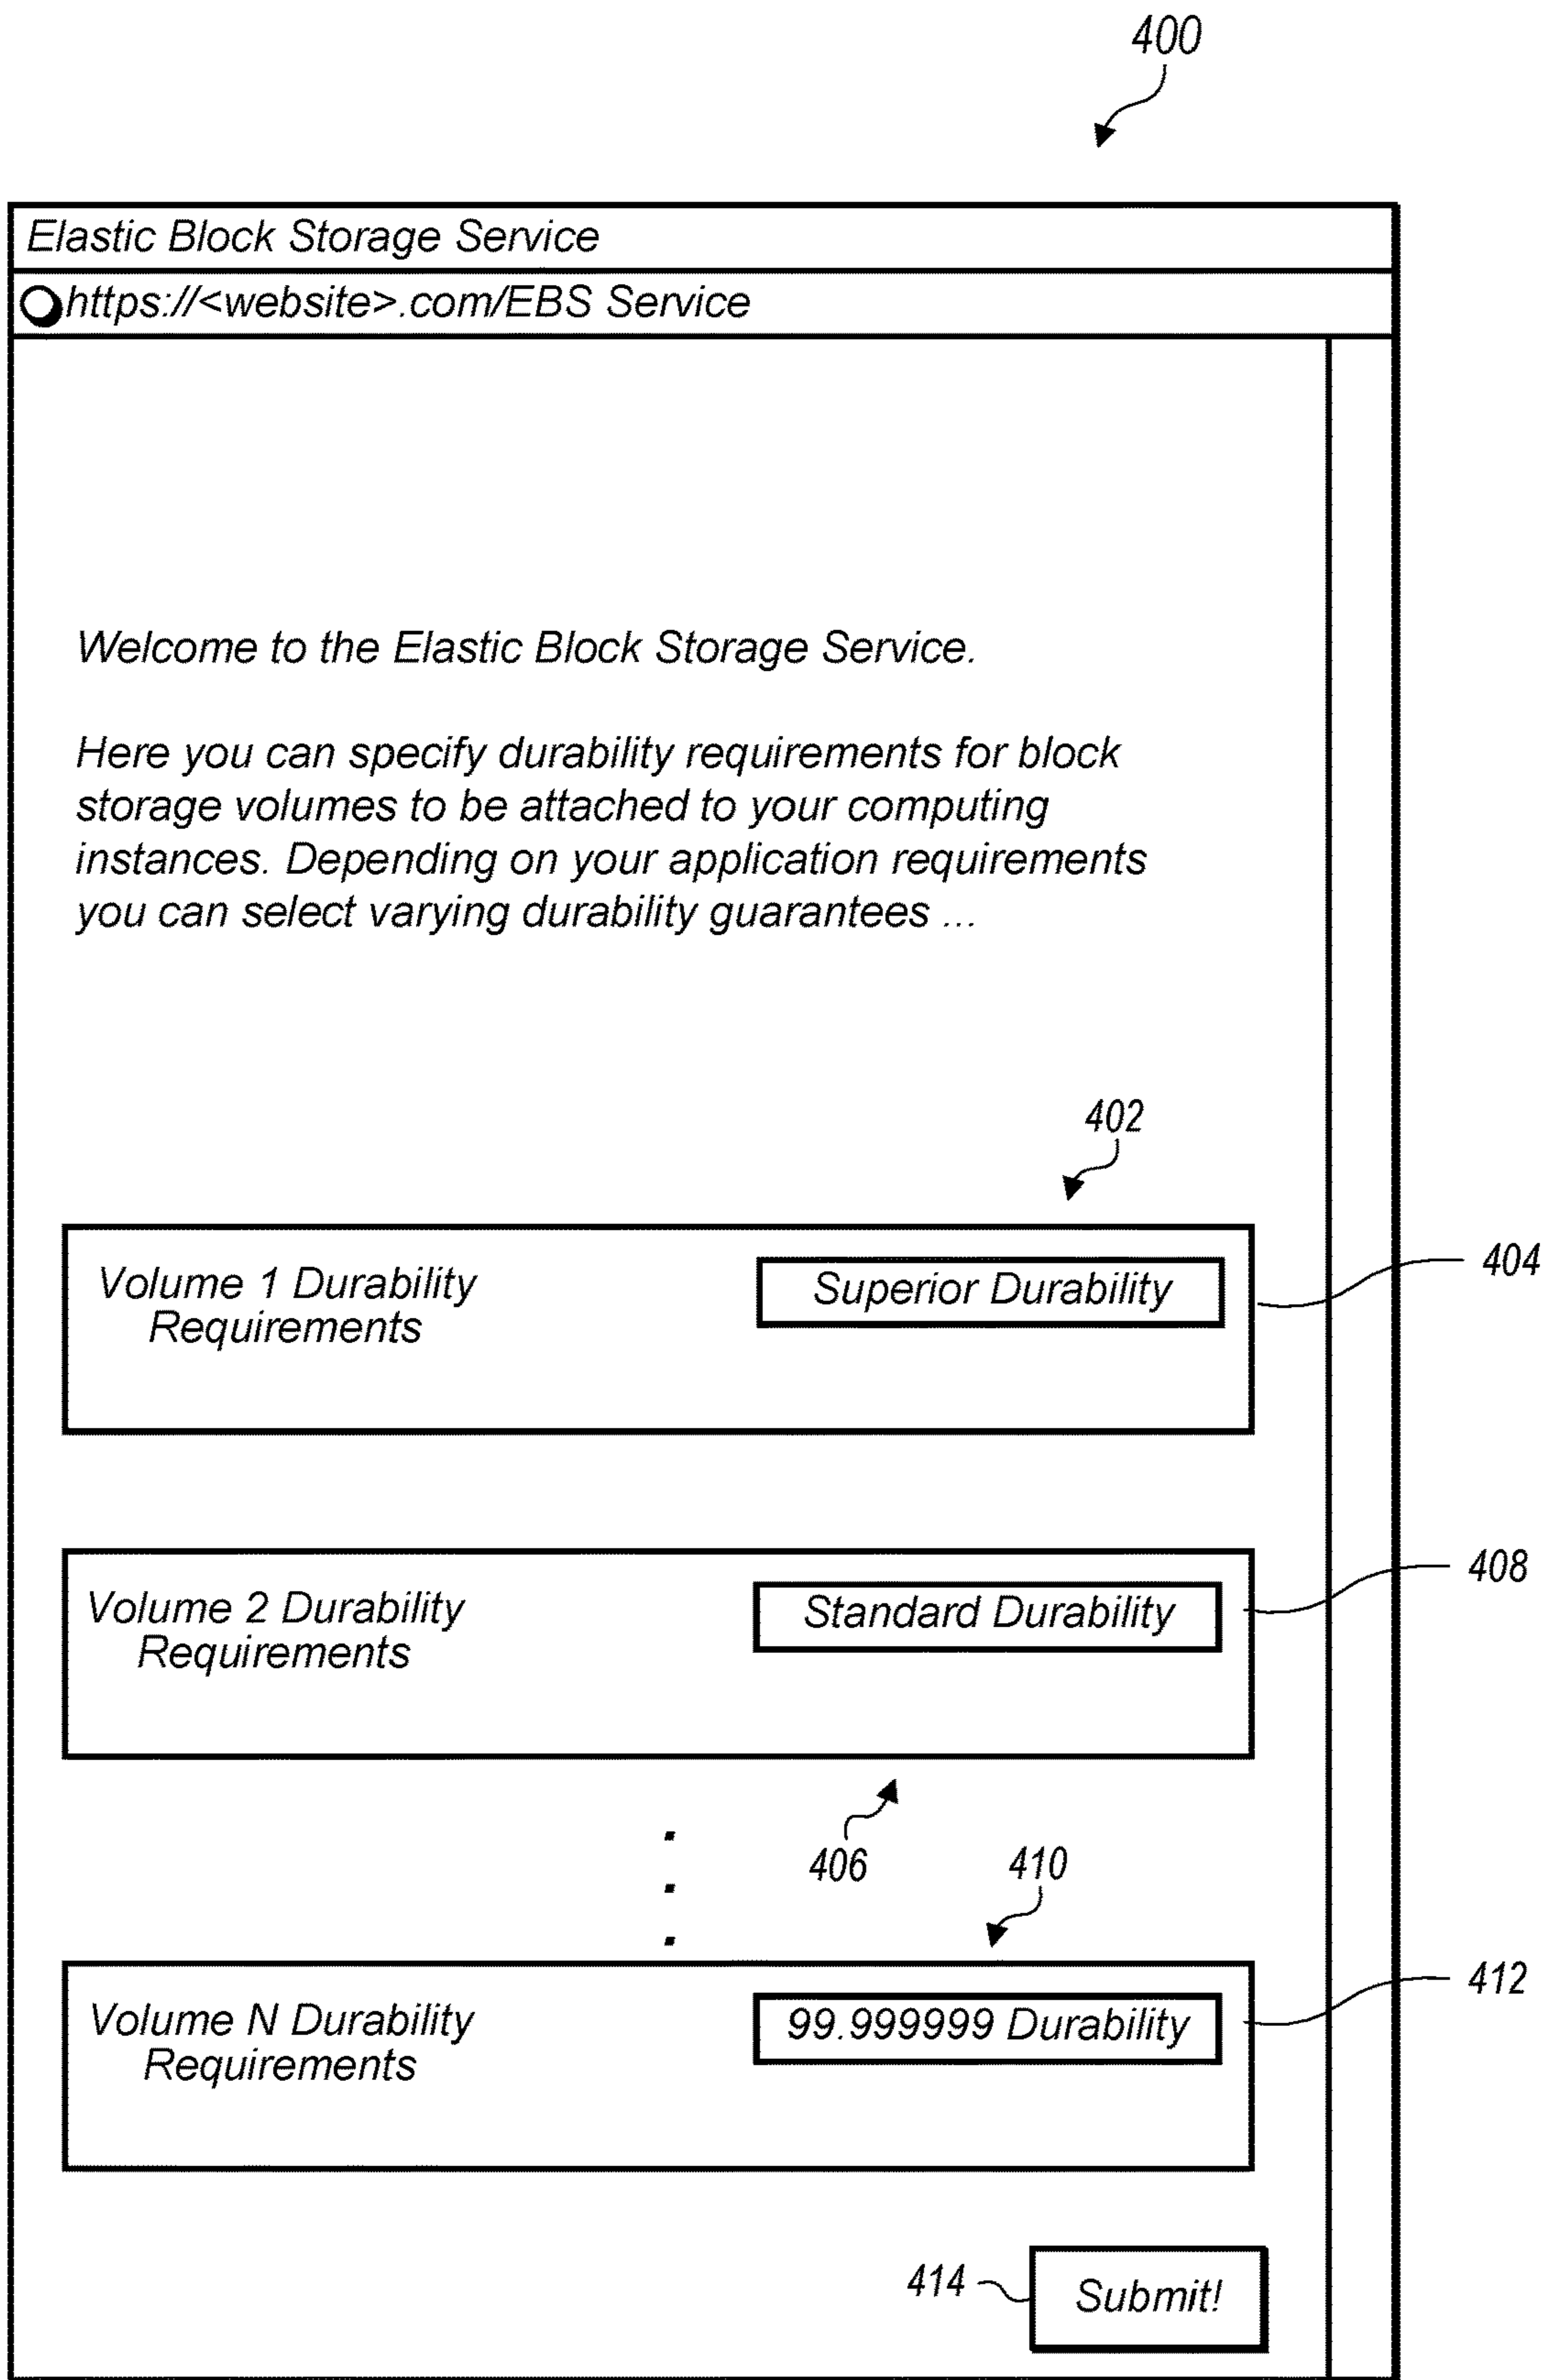 400
Elastic Block Storage Service
https://<website>.com/EBS Service
Welcome to the Elastic Block Storage Service.
Here you can specify durability requirements for block
storage volumes to be attached to your computing
instances. Depending on your application requirements
you can select varying durability guarantees ...
402
Volume 1 Durability
Requirements
Superior Durability
404
Volume 2 Durability
Requirements
Standard Durability
408
406
410
Volume N Durability
Requirements
99.999999 Durability
412
414
Submit!